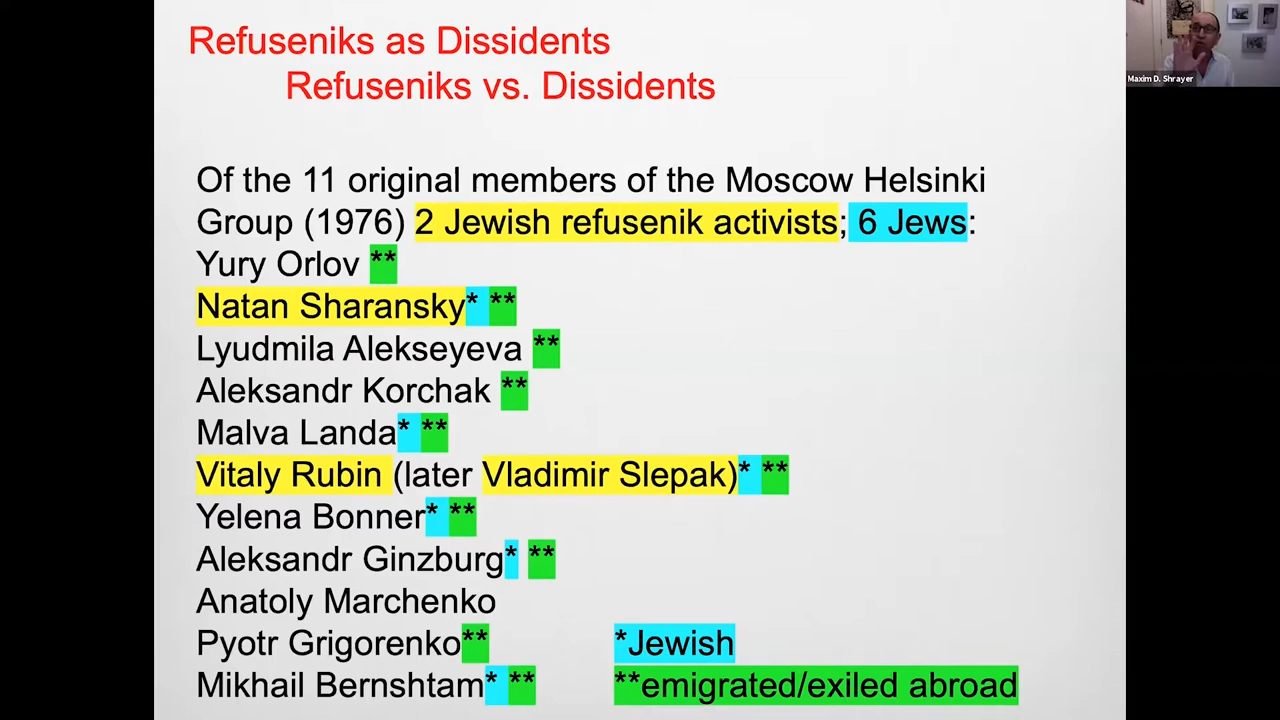 Refuseniks as Dissidents
Refuseniks vs. Dissidents
Maxim D. Shrayer
Of the 11 original members of the Moscow Helsinki
Group (1976) 2 Jewish refusenik activists; 6 Jews:
Yury Orlov **
Natan Sharansky* **
Lyudmila Alekseyeva **
Aleksandr Korchak **
Malva Landa* **
Vitaly Rubin (later Vladimir Slepak)* **
Yelena Bonner* **
Aleksandr Ginzburg* **
Anatoly Marchenko
Pyotr Grigorenko** *Jewish
Mikhail Bernshtam* ** **emigrated/exiled abroad